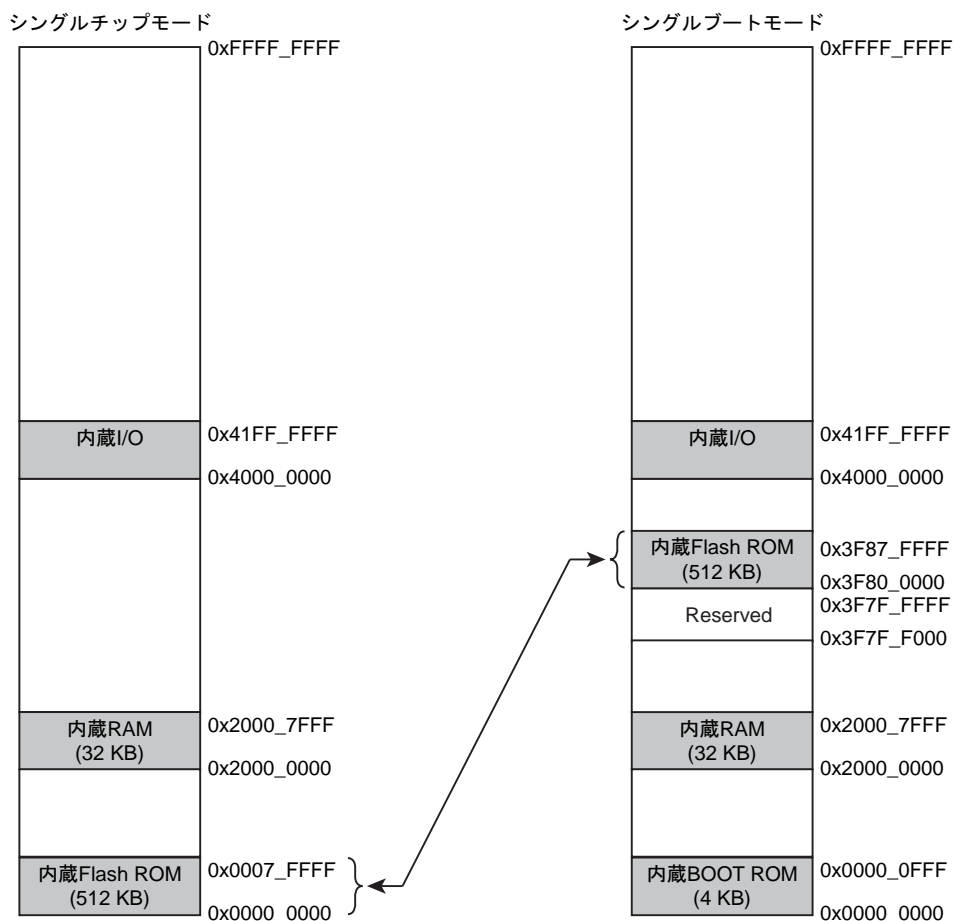 シングルチップモード
0xFFFF_FFFF
内蔵I/O
0x41FF_FFFF
0x4000_0000
内蔵RAM
(32 KB)
0x2000_7FFF
0x2000_0000
内蔵Flash ROM
(512 KB)
0x0007_FFFF
0x0000_0000
シングルブートモード
0xFFFF_FFFF
内蔵I/O
0x41FF_FFFF
0x4000_0000
内蔵Flash ROM
(512 KB)
0x3F87_FFFF
0x3F80_0000
Reserved
0x3F7F_FFFF
0x3F7F_F000
内蔵RAM
(32 KB)
0x2000_7FFF
0x2000_0000
内蔵BOOT ROM
(4 KB)
0x0000_0FFF
0x0000_0000